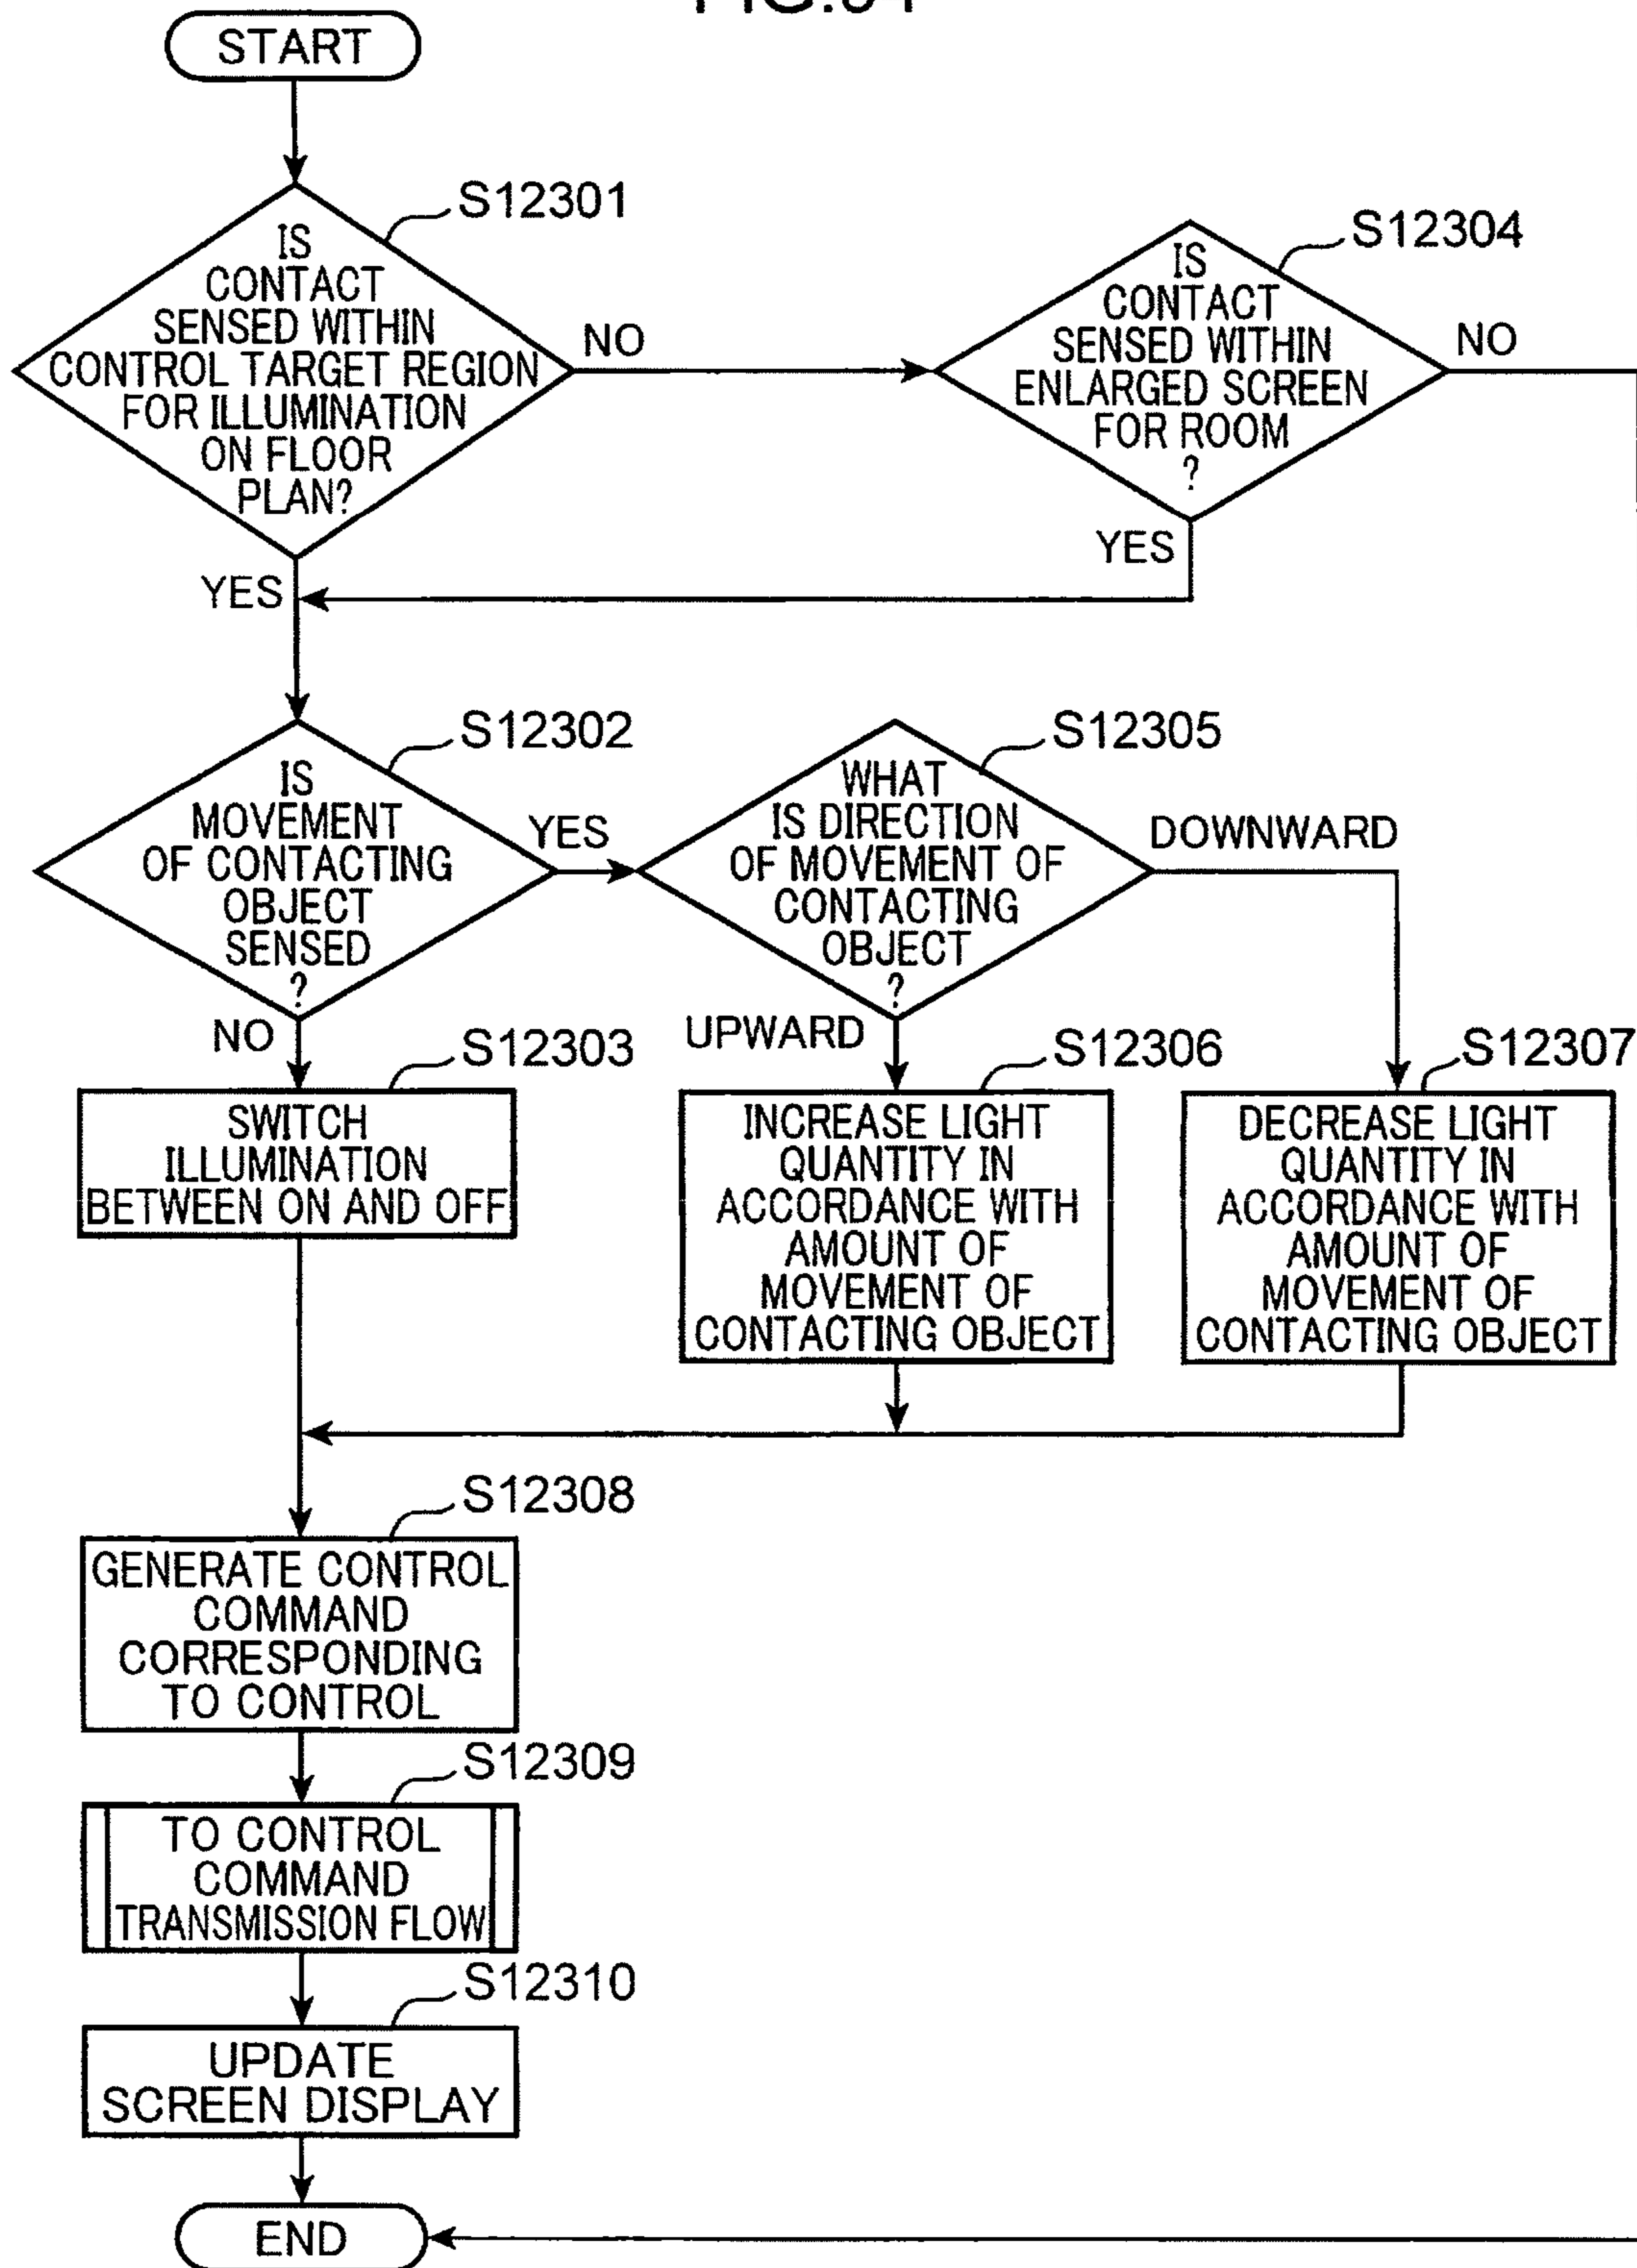 START
S12301
IS
CONTACT
SENSED WITHIN
CONTROL TARGET REGION
FOR ILLUMINATION
ON FLOOR
PLAN?
NO
YES
S12304
IS
CONTACT
SENSED WITHIN
ENLARGED SCREEN
FOR ROOM
?
NO
YES
S12302
IS
MOVEMENT
OF CONTACTING
OBJECT
SENSED
?
YES
NO
S12305
WHAT
IS DIRECTION
OF MOVEMENT OF
CONTACTING
OBJECT
?
DOWNWARD
UPWARD
S12303
SWITCH
ILLUMINATION
BETWEEN ON AND OFF
S12306
INCREASE LIGHT
QUANTITY IN
ACCORDANCE WITH
AMOUNT OF
MOVEMENT OF
CONTACTING OBJECT
S12307
DECREASE LIGHT
QUANTITY IN
ACCORDANCE WITH
AMOUNT OF
MOVEMENT OF
CONTACTING OBJECT
S12308
GENERATE CONTROL
COMMAND
CORRESPONDING
TO CONTROL
S12309
TO CONTROL
COMMAND
TRANSMISSION FLOW
S12310
UPDATE
SCREEN DISPLAY
END